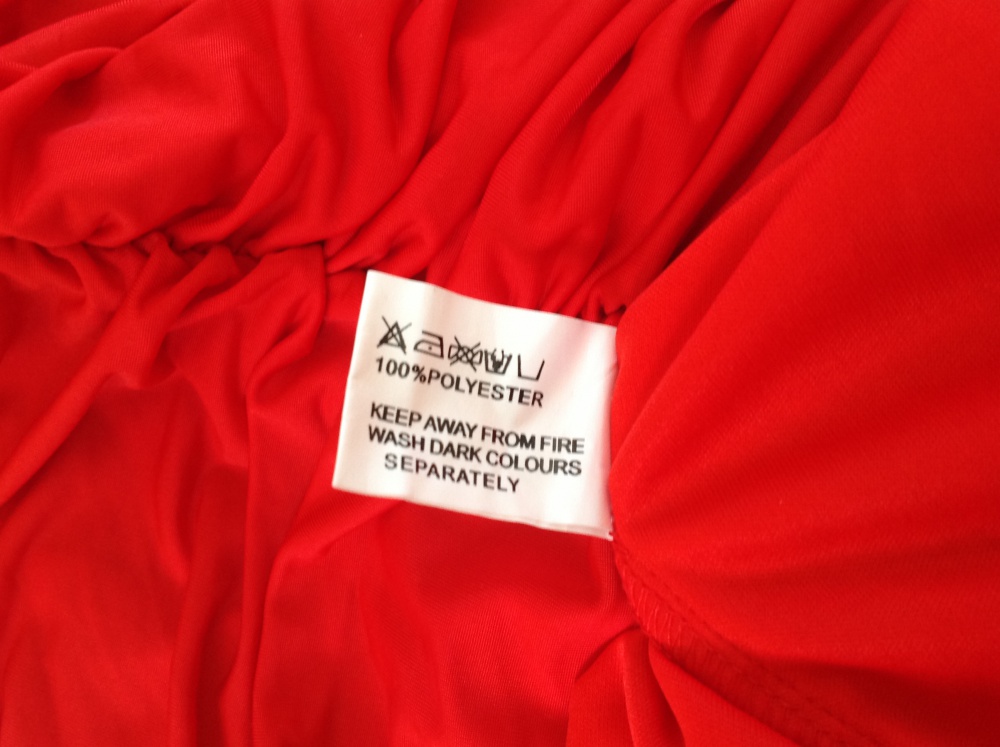 100%POLYESTER
KEEP AWAY FROM FIRE
WASH DARK COLOURS
SEPARATELY